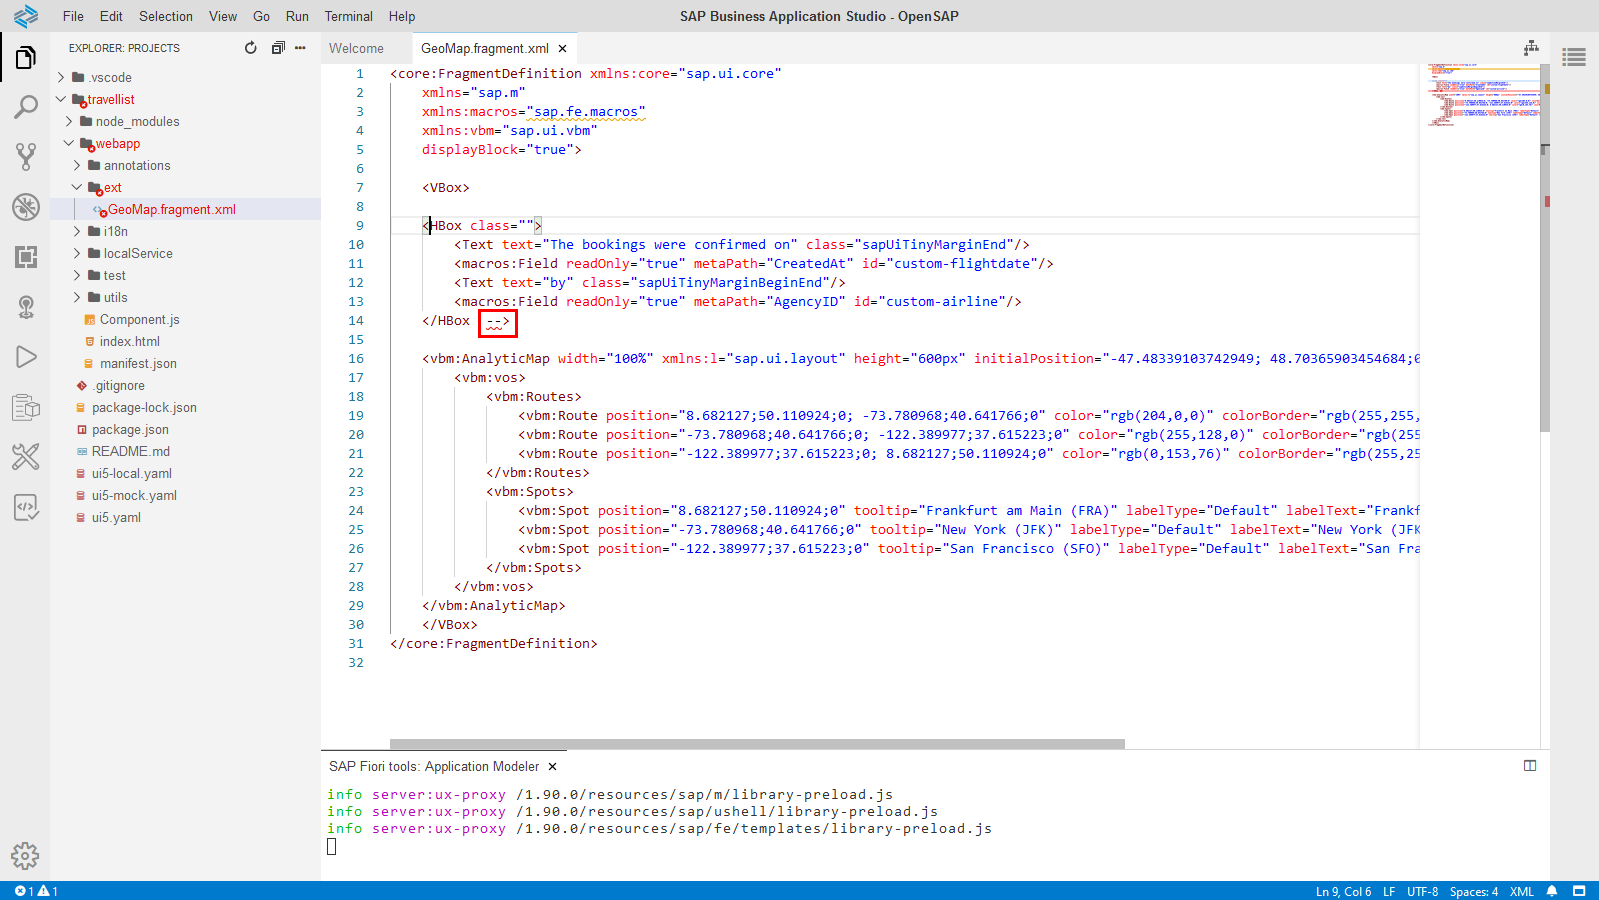 File Edit Selection View Go Run Terminal Help
SAP Business Application Studio - OpenSAP
EXPLORER: PROJECTS
.vscode
travellist
node_modules
webapp
annotations
ext
GeoMap.fragment.xml
i18n
localService
test
utils
Component.js
index.html
manifest.json
.gitignore
package-lock.json
package.json
README.md
ui5-local.yaml
ui5-mock.yaml
ui5.yaml
Welcome GeoMap.fragment.xml
1 <core:FragmentDefinition xmlns:core="sap.ui.core"
2 xmlns="sap.m"
3 xmlns:macros="sap.fe.macros"
4 xmlns:vbm="sap.ui.vbm"
5 displayBlock="true">
6
7 <VBox>
8
9 <HBox class="">
10 <Text text="The bookings were confirmed on" class="sapUiTinyMarginEnd"/>
11 <macros:Field readOnly="true" metaPath="CreatedAt" id="custom-flightdate"/>
12 <Text text="by" class="sapUiTinyMarginBeginEnd"/>
13 <macros:Field readOnly="true" metaPath="AgencyID" id="custom-airline"/>
14 </HBox -->
15
16 <vbm:AnalyticMap width="100%" xmlns:l="sap.ui.layout" height="600px" initialPosition="-47.48339103742949; 48.70365903454684;0
17 <vbm:vos>
18 <vbm:Routes>
19 <vbm:Route position="8.682127;50.110924;0; -73.780968;40.641766;0" color="rgb(204,0,0)" colorBorder="rgb(255,255,
20 <vbm:Route position="-73.780968;40.641766;0; -122.389977;37.615223;0" color="rgb(255,128,0)" colorBorder="rgb(255
21 <vbm:Route position="-122.389977;37.615223;0; 8.682127;50.110924;0" color="rgb(0,153,76)" colorBorder="rgb(255,25
22 </vbm:Routes>
23 <vbm:Spots>
24 <vbm:Spot position="8.682127;50.110924;0" tooltip="Frankfurt am Main (FRA)" labelType="Default" labelText="Frankf
25 <vbm:Spot position="-73.780968;40.641766;0" tooltip="New York (JFK)" labelType="Default" labelText="New York (JFK
26 <vbm:Spot position="-122.389977;37.615223;0" tooltip="San Francisco (SFO)" labelType="Default" labelText="San Fra
27 </vbm:Spots>
28 </vbm:vos>
29 </vbm:AnalyticMap>
30 </VBox>
31 </core:FragmentDefinition>
32
SAP Fiori tools: Application Modeler
info server:ux-proxy /1.90.0/resources/sap/m/library-preload.js
info server:ux-proxy /1.90.0/resources/sap/ushell/library-preload.js
info server:ux-proxy /1.90.0/resources/sap/fe/templates/library-preload.js
1 1 Ln 9, Col 6 LF UTF-8 Spaces: 4 XML